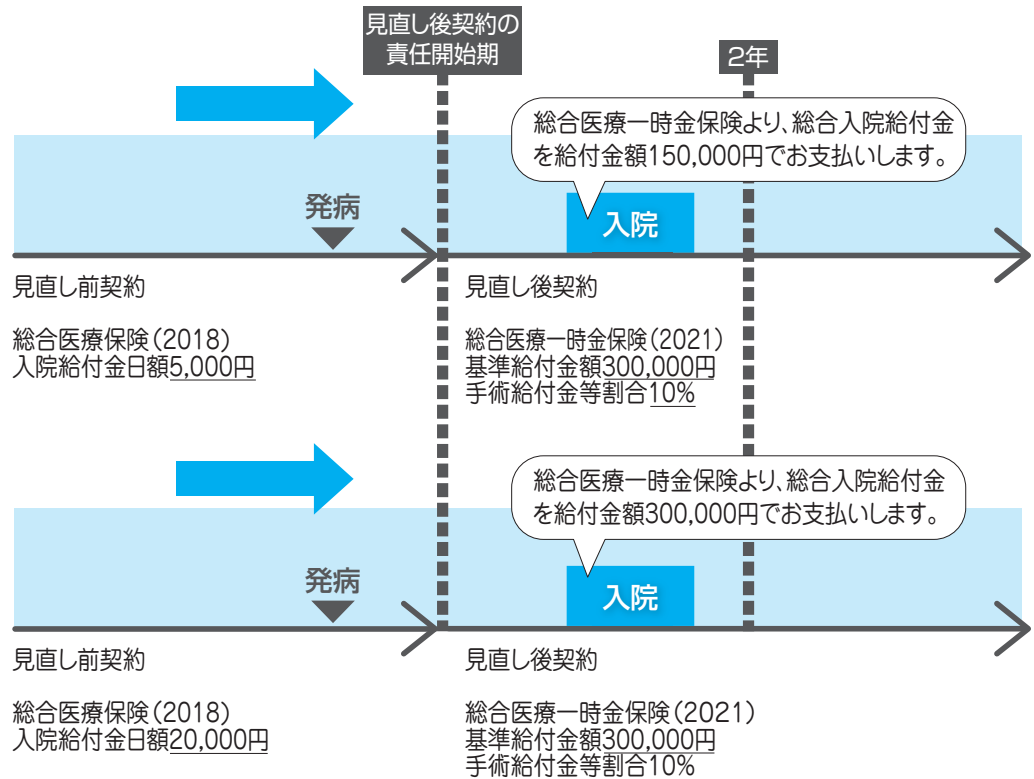 見直し後契約の
責任開始期
2年
総合医療一時金保険より、総合入院給付金
を給付金額150,000円でお支払いします。
発病
入院
見直し前契約
見直し後契約
総合医療保険（2018）
入院給付金日額5,000円
総合医療一時金保険（2021）
基準給付金額300,000円
手術給付金等割合10%
総合医療一時金保険より、総合入院給付金
を給付金額300,000円でお支払いします。
発病
入院
見直し前契約
見直し後契約
総合医療保険（2018）
入院給付金日額20,000円
総合医療一時金保険（2021）
基準給付金額300,000円
手術給付金等割合10%